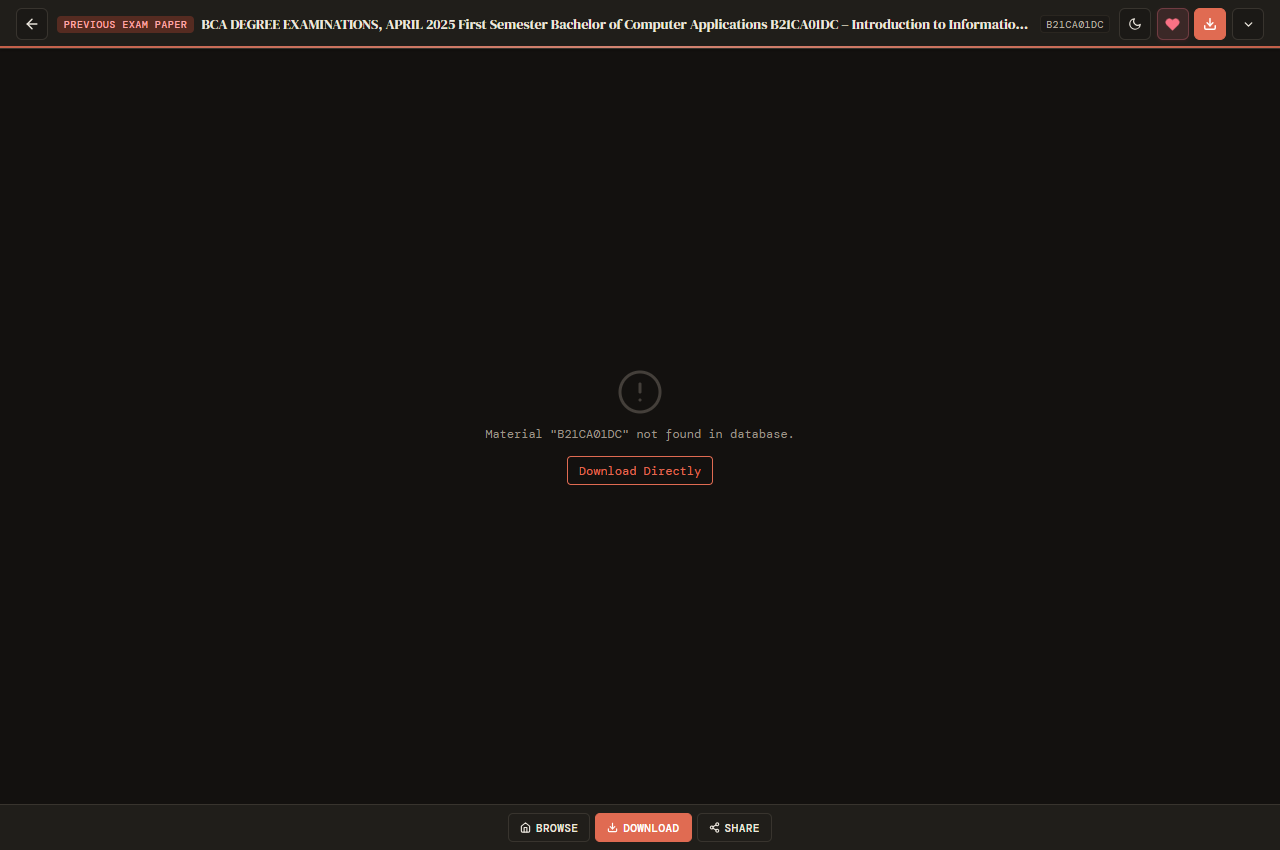 PREVIOUS EXAM PAPER
BCA DEGREE EXAMINATIONS, APRIL 2025 First Semester Bachelor of Computer Applications B21CA01DC – Introduction to Informatio...
B21CA01DC
Material "B21CA01DC" not found in database.
Download Directly
BROWSE
DOWNLOAD
SHARE